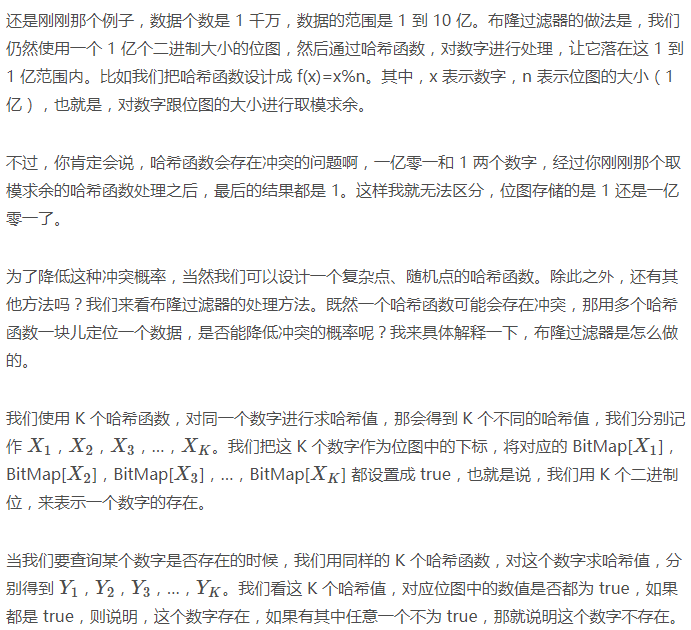 还是刚刚那个例子，数据个数是 1 千万，数据的范围是 1 到 10 亿。布隆过滤器的做法是，我们
仍然使用一个 1 亿个二进制大小的位图，然后通过哈希函数，对数字进行处理，让它落在这 1 到
1 亿范围内。比如我们把哈希函数设计成 f(x)=x%n。其中，x 表示数字，n 表示位图的大小（1
亿），也就是，对数字跟位图的大小进行取模求余。
不过，你肯定会说，哈希函数会存在冲突的问题啊，一亿零一和 1 两个数字，经过你刚刚那个取
模求余的哈希函数处理之后，最后的结果都是 1。这样我就无法区分，位图存储的是 1 还是一亿
零一了。
为了降低这种冲突概率，当然我们可以设计一个复杂点、随机点的哈希函数。除此之外，还有其
他方法吗？我们来看布隆过滤器的处理方法。既然一个哈希函数可能会存在冲突，那用多个哈希
函数一块儿定位一个数据，是否能降低冲突的概率呢？我来具体解释一下，布隆过滤器是怎么做
的。
我们使用 K 个哈希函数，对同一个数字进行求哈希值，那会得到 K 个不同的哈希值，我们分别记
作 X₁，X₂，X₃，…，X_K。我们把这 K 个数字作为位图中的下标，将对应的 BitMap[X₁]，
BitMap[X₂]，BitMap[X₃]，…，BitMap[X_K] 都设置成 true，也就是说，我们用 K 个二进制
位，来表示一个数字的存在。
当我们要查询某个数字是否存在的时候，我们用同样的 K 个哈希函数，对这个数字求哈希值，分
别得到 Y₁，Y₂，Y₃，…，Y_K。我们看这 K 个哈希值，对应位图中的数值是否都为 true，如果
都是 true，则说明，这个数字存在，如果有其中任意一个不为 true，那就说明这个数字不存在。